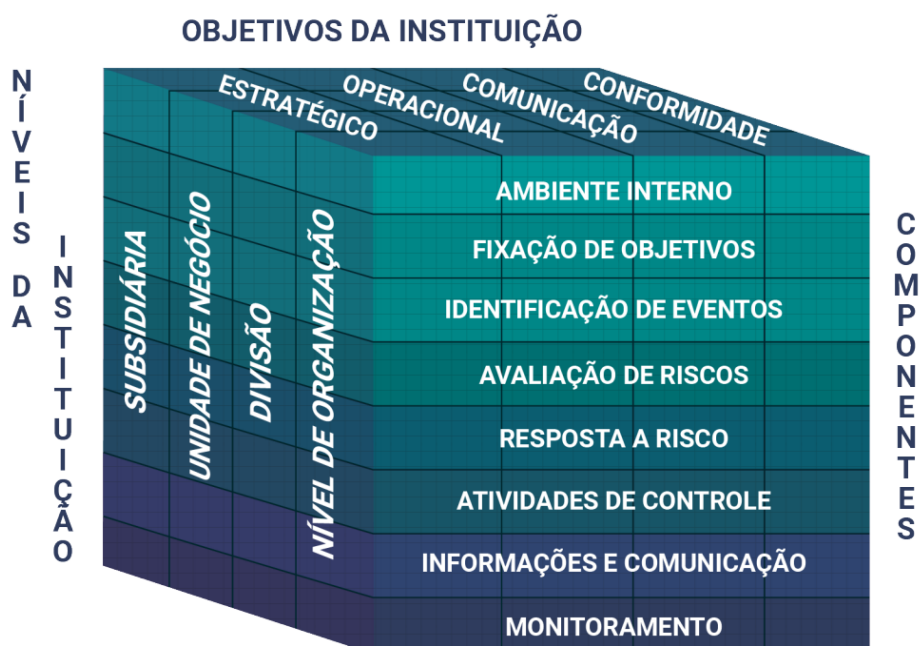 OBJETIVOS DA INSTITUIÇÃO
NÍVEIS DA
INSTITUIÇÃO
ESTRATÉGICO
OPERACIONAL
COMUNICAÇÃO
CONFORMIDADE
SUBSIDIÁRIA
UNIDADE DE NEGÓCIO
DIVISÃO
NÍVEL DE ORGANIZAÇÃO
AMBIENTE INTERNO
FIXAÇÃO DE OBJETIVOS
IDENTIFICAÇÃO DE EVENTOS
AVALIAÇÃO DE RISCOS
RESPOSTA A RISCO
ATIVIDADES DE CONTROLE
INFORMAÇÕES E COMUNICAÇÃO
MONITORAMENTO
COMPONENTES